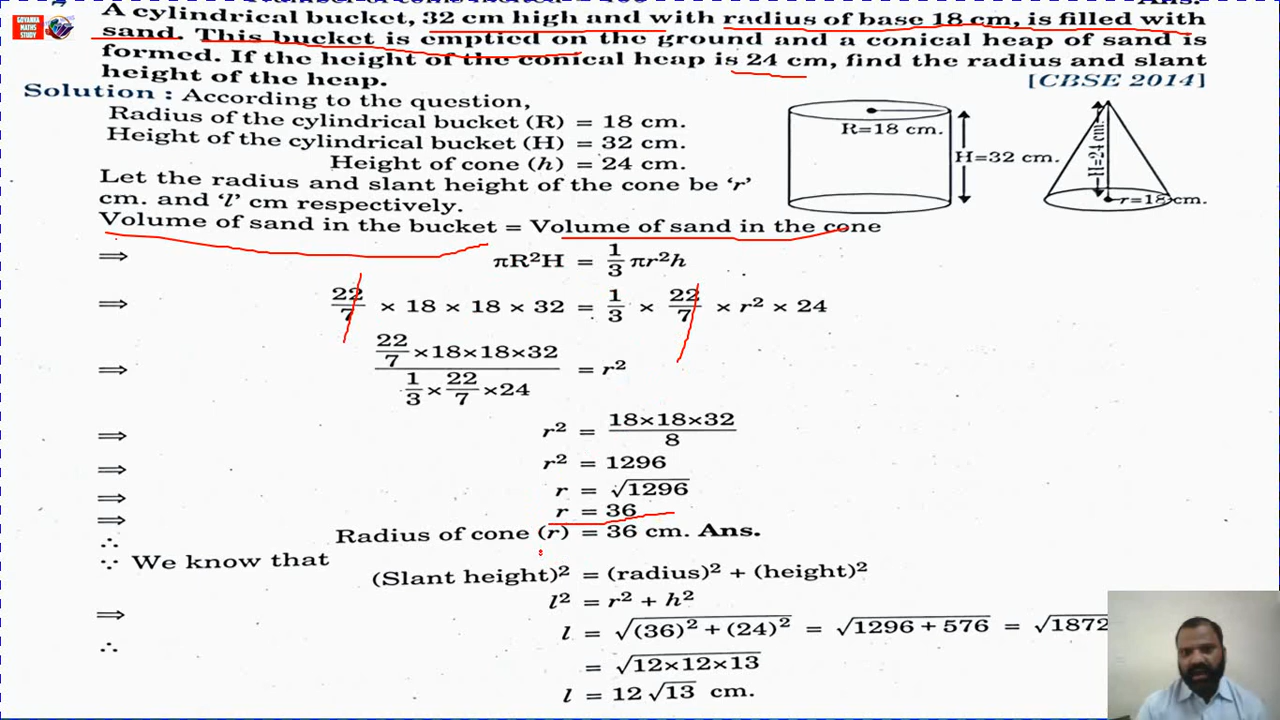 GOYANKA MATHS STUDY
A cylindrical bucket, 32 cm high and with radius of base 18 cm, is filled with
sand. This bucket is emptied on the ground and a conical heap of sand is
formed. If the height of the conical heap is 24 cm, find the radius and slant
height of the heap. [CBSE 2014]
Solution : According to the question,
Radius of the cylindrical bucket (R) = 18 cm.
Height of the cylindrical bucket (H) = 32 cm.
Height of cone (h) = 24 cm.
Let the radius and slant height of the cone be ‘r’
cm. and ‘l’ cm respectively.
R=18 cm.
H=32 cm.
H=24 cm.
r=18 cm.
Volume of sand in the bucket = Volume of sand in the cone
⇒ πR²H = 1/3 πr²h
⇒ 22/7 × 18 × 18 × 32 = 1/3 × 22/7 × r² × 24
⇒ (22/7 ×18×18×32)/(1/3 × 22/7 ×24) = r²
⇒ r² = (18×18×32)/8
⇒ r² = 1296
⇒ r = √1296
⇒ r = 36
∴ Radius of cone (r) = 36 cm. Ans.
∵ We know that
(Slant height)² = (radius)² + (height)²
⇒ l² = r² + h²
∴ l = √(36)² + (24)² = √1296 + 576 = √1872
= √12×12×13
l = 12 √13 cm.